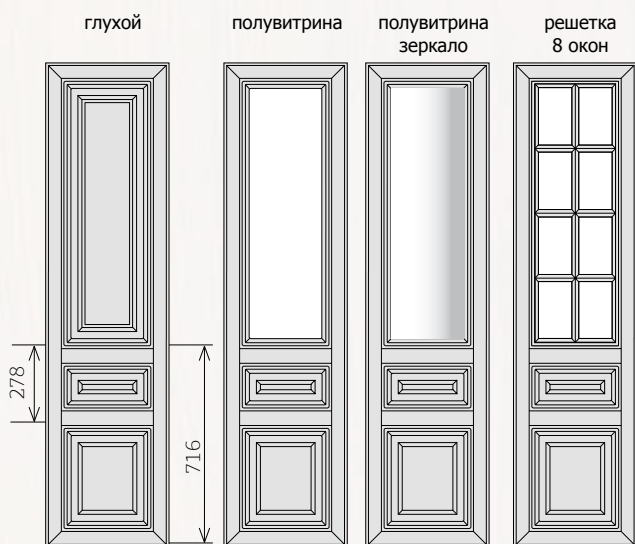 глухой
полувитрина
полувитрина
зеркало
решетка
8 окон
278
716